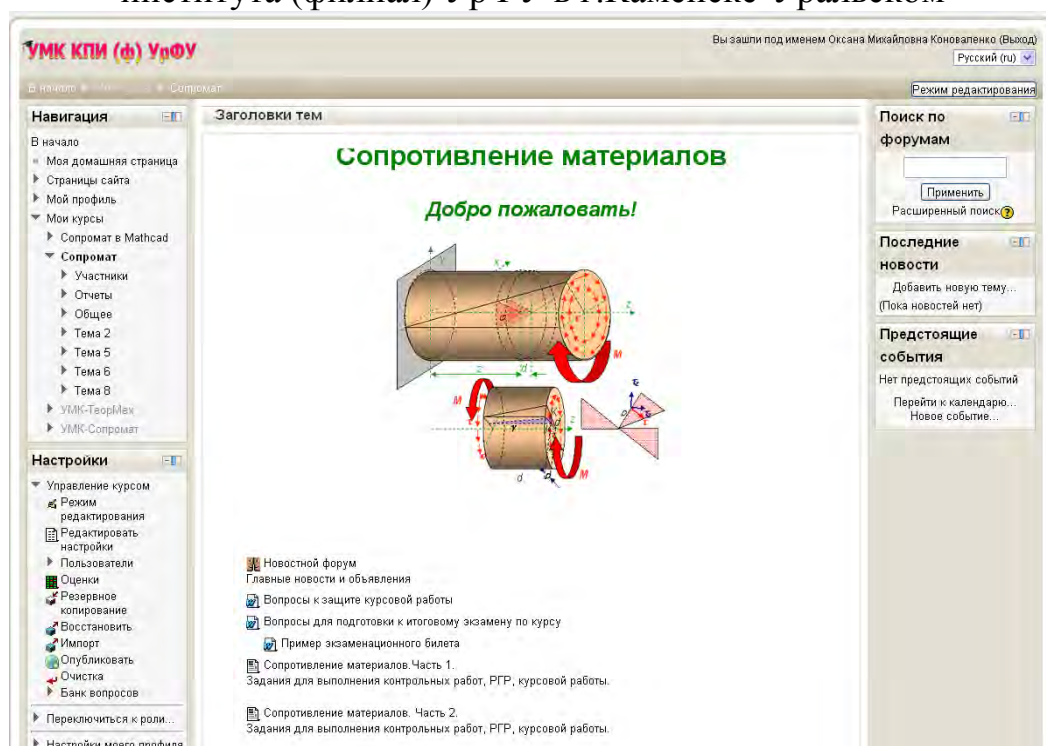 института (филиал) УрФУ в г.Каменске-Уральском
УМК КПИ (ф) УрФУ
Вы зашли под именем Оксана Михайловна Коноваленко (Выход)
Русский (ru)
В начало
Сопромат
Режим редактирования
Навигация
В начало
Моя домашняя страница
Страницы сайта
Мой профиль
Мои курсы
Сопромат в Mathcad
Сопромат
Участники
Отчеты
Общее
Тема 2
Тема 5
Тема 6
Тема 8
УМК-ТеорМех
УМК-Сопромат
Настройки
Управление курсом
Режим
редактирования
Редактировать
настройки
Пользователи
Оценки
Резервное
копирование
Восстановить
Импорт
Опубликовать
Очистка
Банк вопросов
Переключиться к роли...
Настройки моего профиля
Заголовки тем
Сопротивление материалов
Добро пожаловать!
y
x
z
z
M
M
z
d
M
Новостной форум
Главные новости и объявления
Вопросы к защите курсовой работы
Вопросы для подготовки к итоговому экзамену по курсу
Пример экзаменационного билета
Сопротивление материалов.Часть 1.
Задания для выполнения контрольных работ, РГР, курсовой работы.
Сопротивление материалов. Часть 2.
Задания для выполнения контрольных работ, РГР, курсовой работы.
Поиск по
форумам
Применить
Расширенный поиск
Последние
новости
Добавить новую тему...
(Пока новостей нет)
Предстоящие
события
Нет предстоящих событий
Перейти к календарю...
Новое событие...